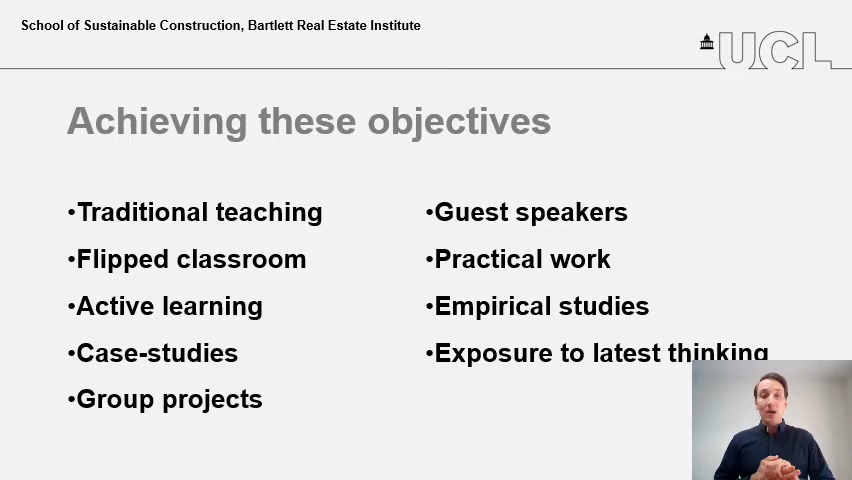 School of Sustainable Construction, Bartlett Real Estate Institute
UCL
Achieving these objectives
•Traditional teaching
•Flipped classroom
•Active learning
•Case-studies
•Group projects
•Guest speakers
•Practical work
•Empirical studies
•Exposure to latest thinking